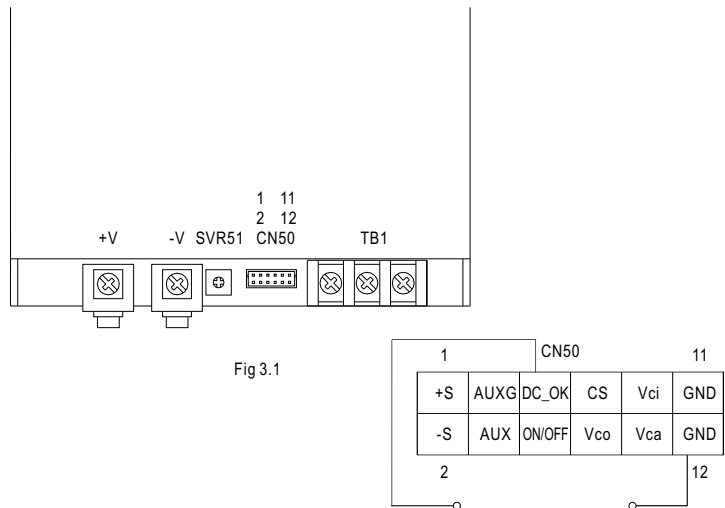 1 11
2 12
+V -V SVR51 CN50 TB1
Fig 3.1
1 CN50 11
+S AUXG DC_OK CS Vci GND
-S AUX ON/OFF Vco Vca GND
2 12